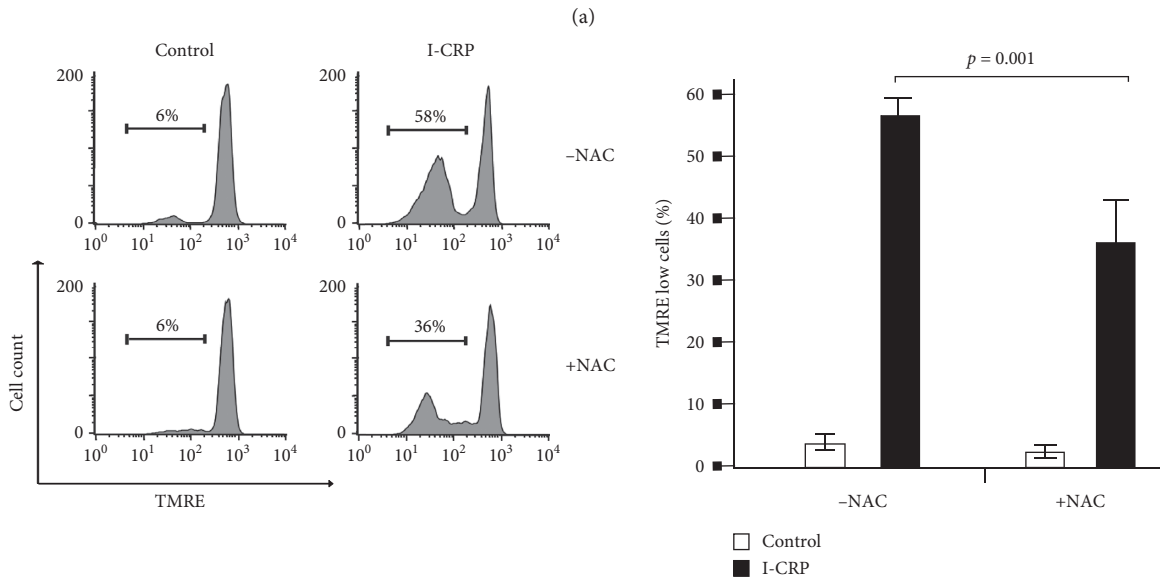 (a)
Control
I-CRP
200
6%
0
10^0 10^1 10^2 10^3 10^4
200
58%
0
10^0 10^1 10^2 10^3 10^4
–NAC
200
6%
0
10^0 10^1 10^2 10^3 10^4
200
36%
0
10^0 10^1 10^2 10^3 10^4
+NAC
Cell count
TMRE
p = 0.001
60
50
40
30
20
10
0
TMRE low cells (%)
–NAC
+NAC
Control
I-CRP